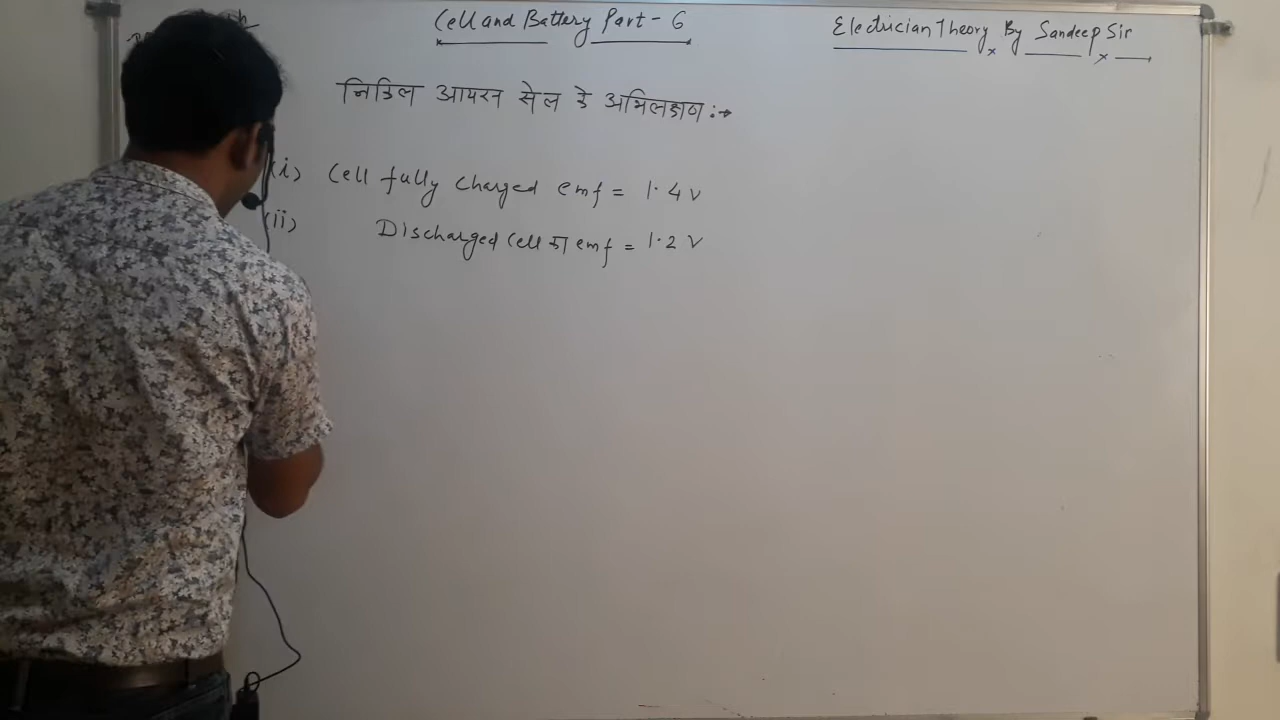 Cell and Battery Part - 6
Electrician Theory By Sandeep Sir
निकिल आयरन सेल के अभिलक्षण :→
(i) Cell fully charged emf = 1.4 v
(ii) Discharged cell का emf = 1.2 V